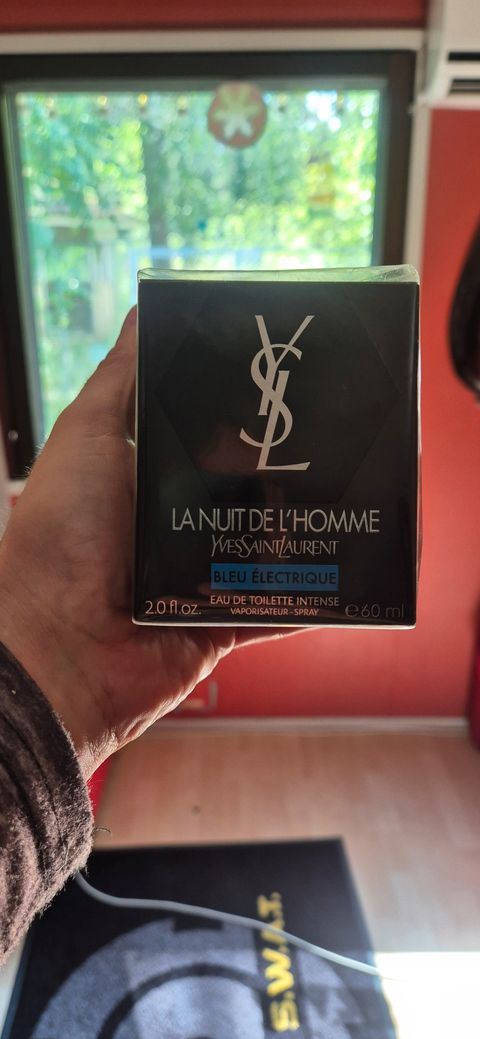 YSL
LA NUIT DE L'HOMME
YVESSAINTLAURENT
BLEU ÉLECTRIQUE
EAU DE TOILETTE INTENSE
VAPORISATEUR-SPRAY
2.0 fl.oz.
℮60 ml
S.W.A.T.